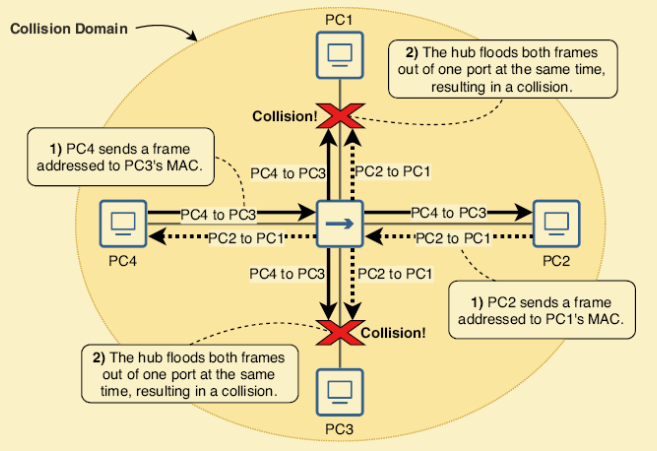 PC1
Collision Domain
2) The hub floods both frames
out of one port at the same time,
resulting in a collision.
Collision!
1) PC4 sends a frame
addressed to PC3's MAC.
PC4 to PC3
PC2 to PC1
PC4 to PC3
PC4 to PC3
PC2 to PC1
PC2 to PC1
PC4
PC2
PC4 to PC3
PC2 to PC1
1) PC2 sends a frame
addressed to PC1's MAC.
Collision!
2) The hub floods both frames
out of one port at the same
time, resulting in a collision.
PC3